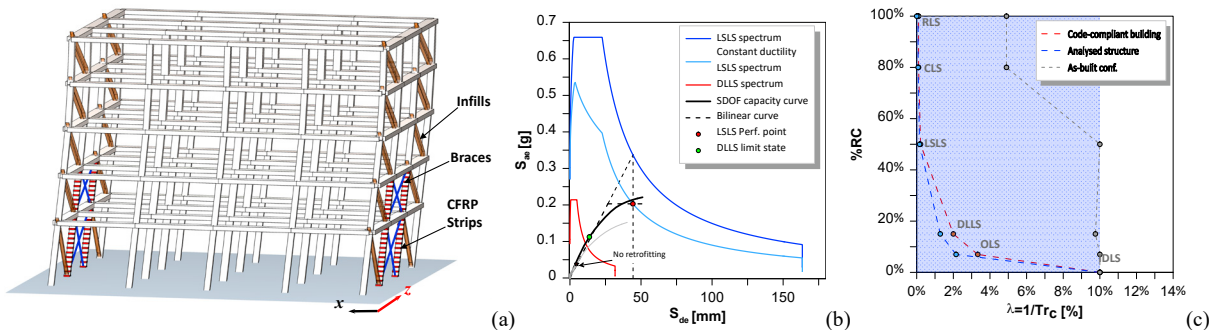 Infills
Braces
CFRP
Strips
x
z
(a)
S_ae [g]
0.7
0.6
0.5
0.4
0.3
0.2
0.1
0
LSLS spectrum
Constant ductility
LSLS spectrum
DLLS spectrum
SDOF capacity curve
Bilinear curve
LSLS Perf. point
DLLS limit state
No retrofitting
0 50 100 150
S_de [mm]
(b)
%RC
100%
80%
60%
40%
20%
0%
RLS
CLS
LSLS
DLLS
OLS
DLS
Code-compliant building
Analysed structure
As-built conf.
0% 2% 4% 6% 8% 10% 12% 14%
λ=1/Tr_C [%]
(c)